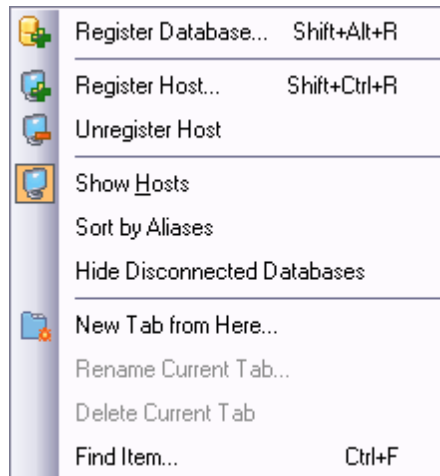 Register Database... Shift+Alt+R
Register Host... Shift+Ctrl+R
Unregister Host
Show Hosts
Sort by Aliases
Hide Disconnected Databases
New Tab from Here...
Rename Current Tab...
Delete Current Tab
Find Item... Ctrl+F